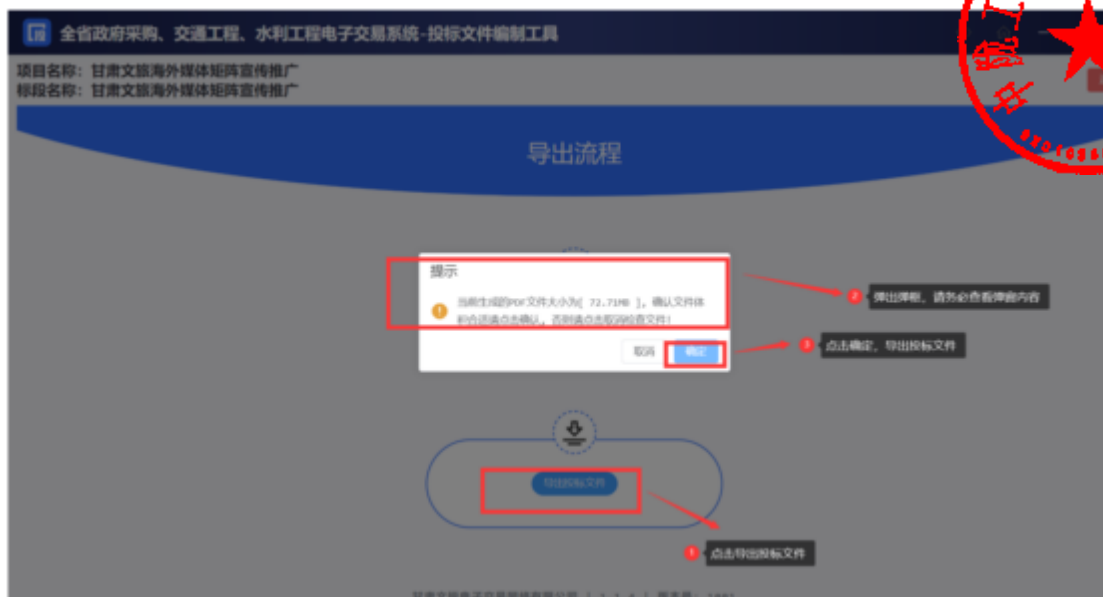 投 全省政府采购、交通工程、水利工程电子交易系统-投标文件编制工具
项目名称：甘肃文旅海外媒体矩阵宣传推广
标段名称：甘肃文旅海外媒体矩阵宣传推广
导出流程
提示
当前生成的PDF文件大小为[ 72.71MB ]，确认文件体
积合适请点击确认，否则请点击取消检查文件！
取消 确定
2 弹出弹框，请务必查看弹窗内容
3 点击确定，导出投标文件
导出投标文件
1 点击导出投标文件